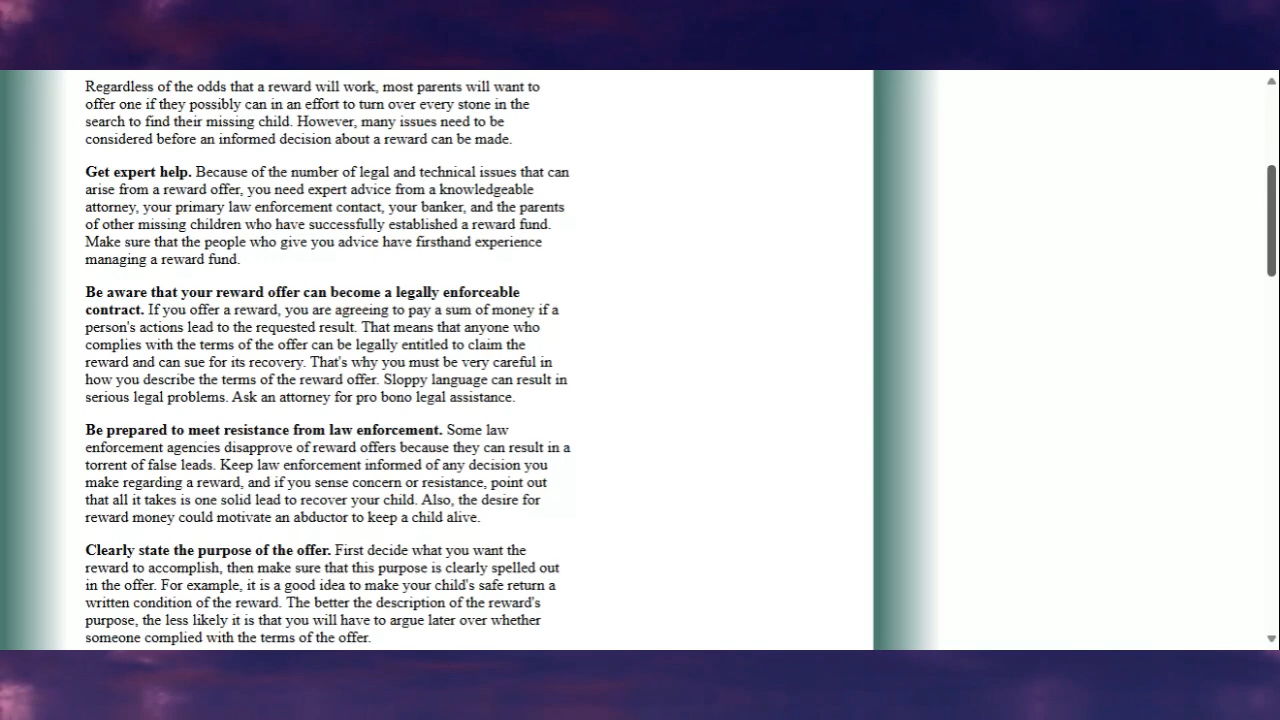 Regardless of the odds that a reward will work, most parents will want to
offer one if they possibly can in an effort to turn over every stone in the
search to find their missing child. However, many issues need to be
considered before an informed decision about a reward can be made.
Get expert help. Because of the number of legal and technical issues that can
arise from a reward offer, you need expert advice from a knowledgeable
attorney, your primary law enforcement contact, your banker, and the parents
of other missing children who have successfully established a reward fund.
Make sure that the people who give you advice have firsthand experience
managing a reward fund.
Be aware that your reward offer can become a legally enforceable
contract. If you offer a reward, you are agreeing to pay a sum of money if a
person's actions lead to the requested result. That means that anyone who
complies with the terms of the offer can be legally entitled to claim the
reward and can sue for its recovery. That's why you must be very careful in
how you describe the terms of the reward offer. Sloppy language can result in
serious legal problems. Ask an attorney for pro bono legal assistance.
Be prepared to meet resistance from law enforcement. Some law
enforcement agencies disapprove of reward offers because they can result in a
torrent of false leads. Keep law enforcement informed of any decision you
make regarding a reward, and if you sense concern or resistance, point out
that all it takes is one solid lead to recover your child. Also, the desire for
reward money could motivate an abductor to keep a child alive.
Clearly state the purpose of the offer. First decide what you want the
reward to accomplish, then make sure that this purpose is clearly spelled out
in the offer. For example, it is a good idea to make your child's safe return a
written condition of the reward. The better the description of the reward's
purpose, the less likely it is that you will have to argue later over whether
someone complied with the terms of the offer.